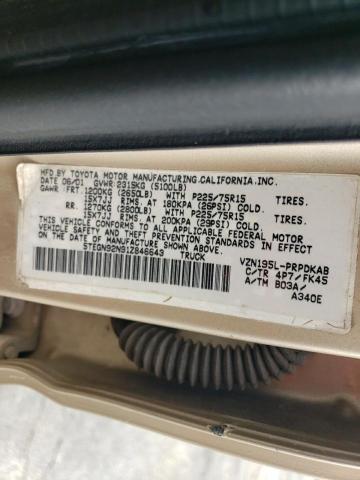 MFD BY TOYOTA MOTOR MANUFACTURING, CALIFORNIA, INC.
DATE 06/01 GVWR: 2315KG (5100LB)
GAWR: FRT. 1200KG (2650LB) WITH P225/75R15 TIRES.
15X7JJ RIMS. AT 180KPA (26PSI) COLD.
RR. 1270KG (2800LB) WITH P225/75R15 TIRES.
15X7JJ RIMS. AT 200KPA (29PSI) COLD.
THIS VEHICLE CONFORMS TO ALL APPLICABLE FEDERAL MOTOR
VEHICLE SAFETY AND THEFT PREVENTION STANDARDS IN
EFFECT ON THE DATE OF MANUFACTURE SHOWN ABOVE.
5TEGN92N91Z846643 TRUCK
VZN195L-PRPDKAB
C/TR 4P7/FK45
A/TM B03A/
A340E